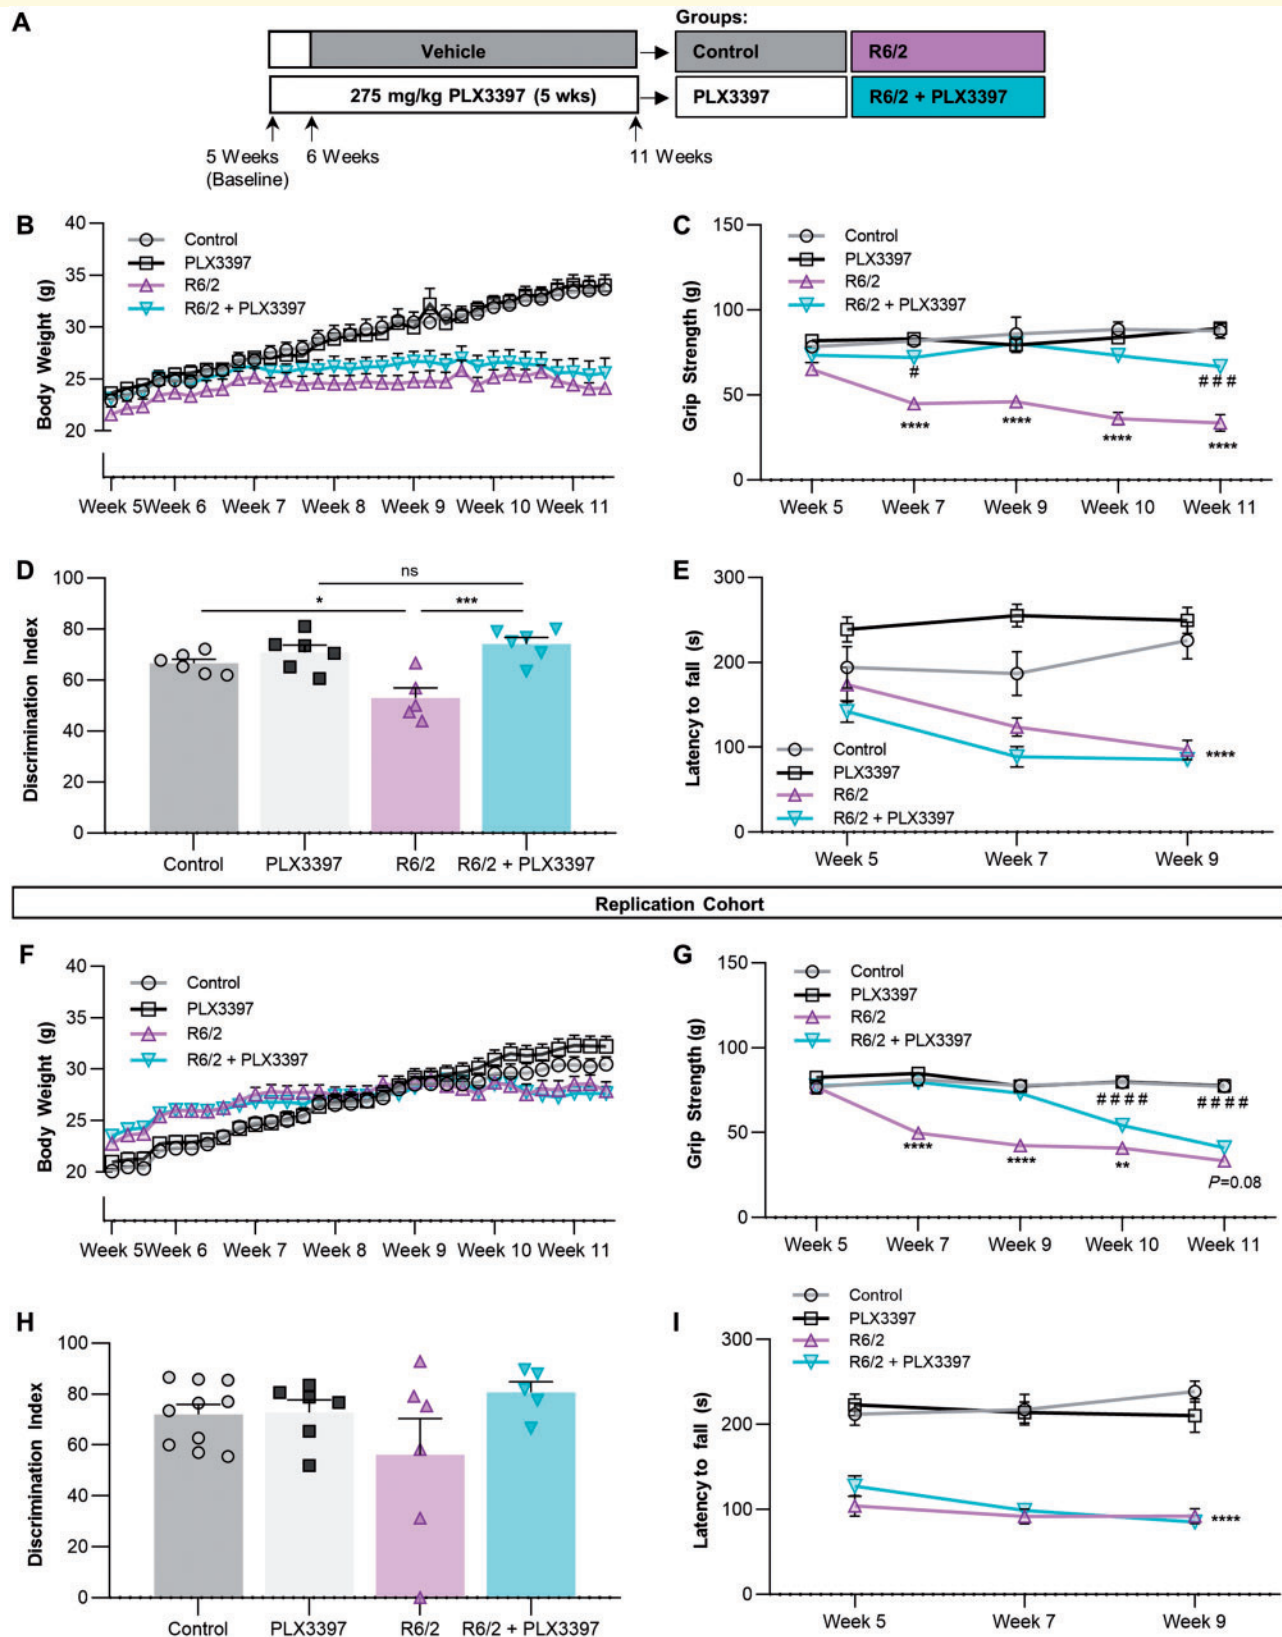 A
Groups:
Vehicle
Control
R6/2
275 mg/kg PLX3397 (5 wks)
PLX3397
R6/2 + PLX3397
5 Weeks
(Baseline)
6 Weeks
11 Weeks
B
40
35
30
25
20
Body Weight (g)
Control
PLX3397
R6/2
R6/2 + PLX3397
Week 5 Week 6 Week 7 Week 8 Week 9 Week 10 Week 11
C
150
100
50
0
Grip Strength (g)
Control
PLX3397
R6/2
R6/2 + PLX3397
#
###
**** **** **** ****
Week 5 Week 7 Week 9 Week 10 Week 11
D
100
80
60
40
20
0
Discrimination Index
ns
* ***
Control PLX3397 R6/2 R6/2 + PLX3397
E
300
200
100
0
Latency to fall (s)
Control
PLX3397
R6/2
R6/2 + PLX3397
****
Week 5 Week 7 Week 9
Replication Cohort
F
40
35
30
25
20
Body Weight (g)
Control
PLX3397
R6/2
R6/2 + PLX3397
Week 5 Week 6 Week 7 Week 8 Week 9 Week 10 Week 11
G
150
100
50
0
Grip Strength (g)
Control
PLX3397
R6/2
R6/2 + PLX3397
#### ####
**** **** **
P=0.08
Week 5 Week 7 Week 9 Week 10 Week 11
H
100
80
60
40
20
0
Discrimination Index
Control PLX3397 R6/2 R6/2 + PLX3397
I
300
200
100
0
Latency to fall (s)
Control
PLX3397
R6/2
R6/2 + PLX3397
****
Week 5 Week 7 Week 9